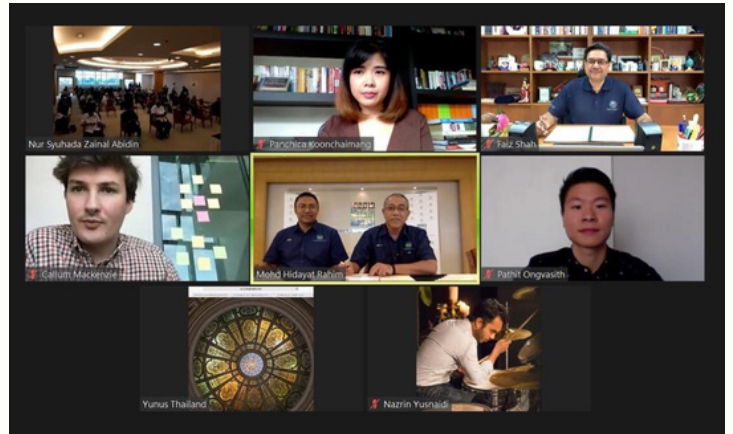 Nur Syuhada Zainal Abidin
Panchica Koonchaimang
Faiz Shah
Callum Mackenzie
Mohd Hidayat Rahim
Pathit Ongvasith
Yunus Thailand
Nazrin Yusnaidi